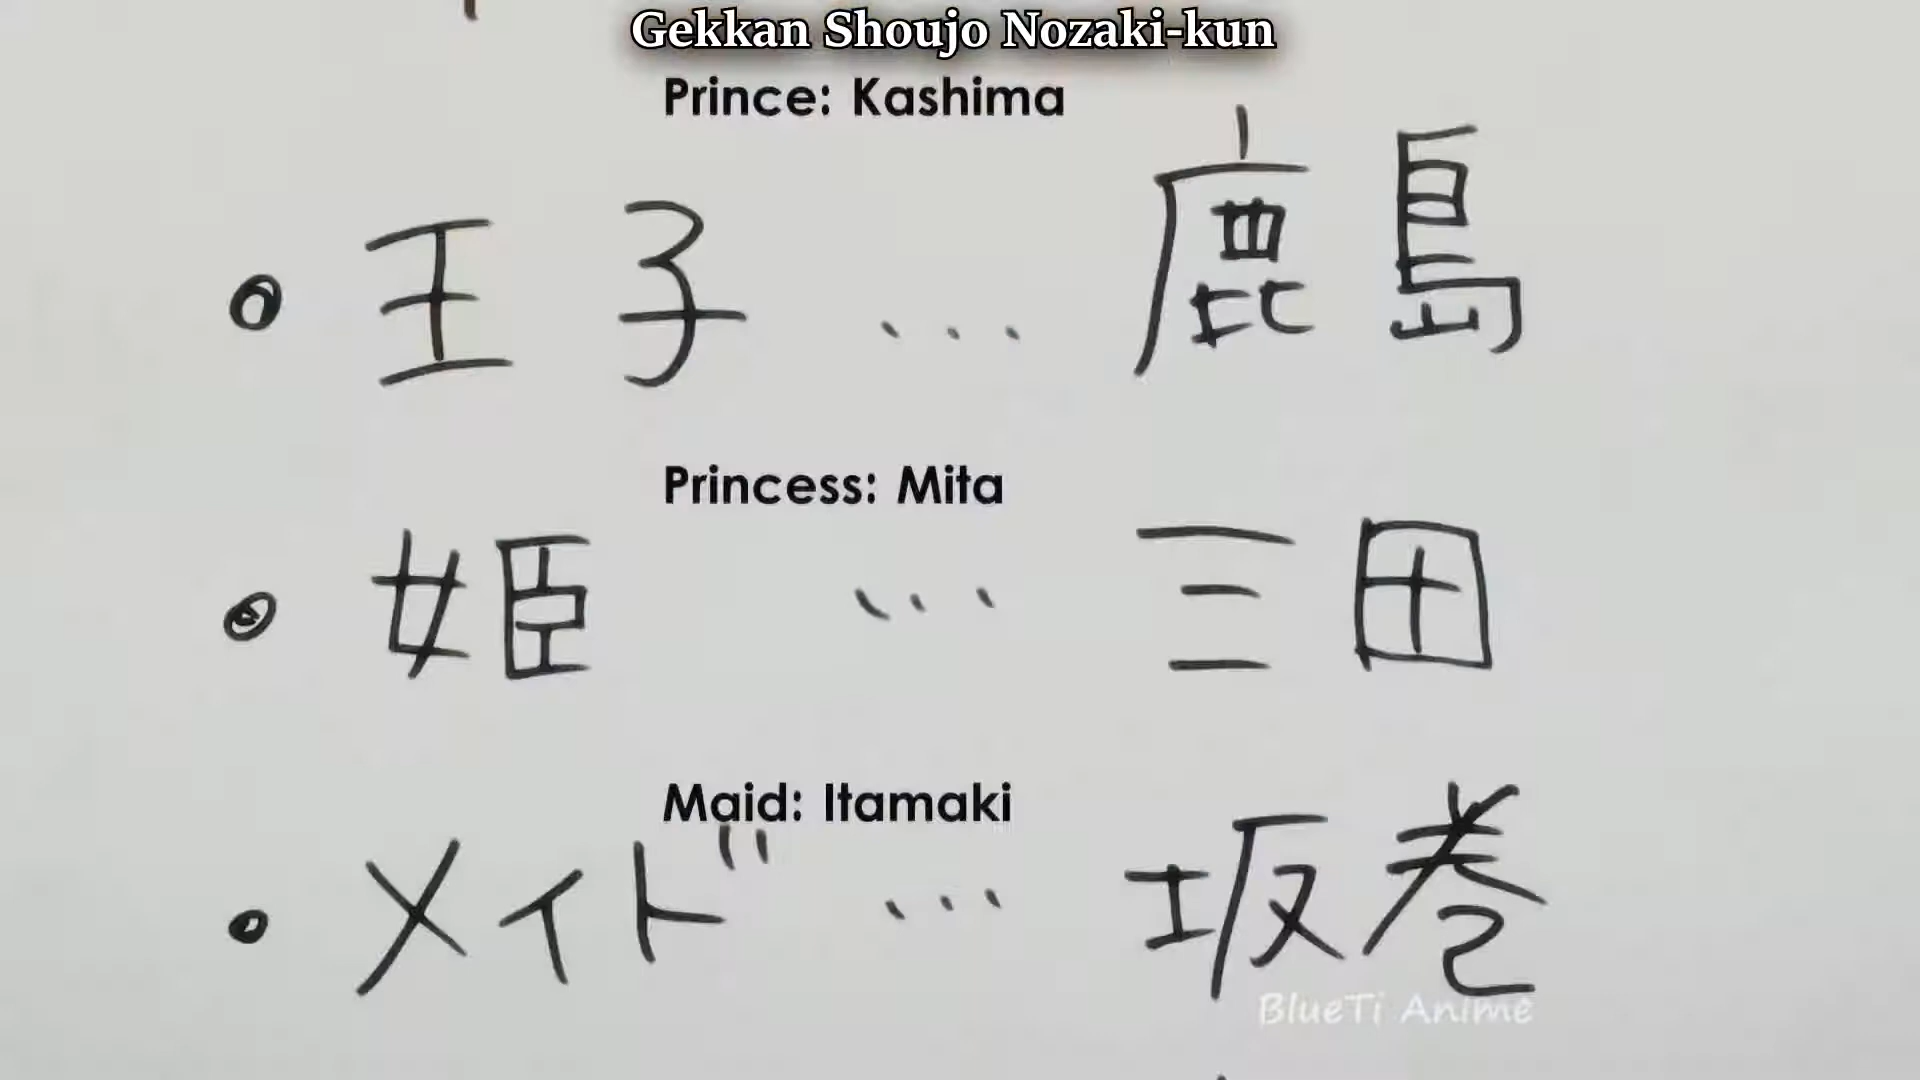 Gekkan Shoujo Nozaki-kun
Prince: Kashima
王子 ... 鹿島
Princess: Mita
姫 ... 三田
Maid: Itamaki
メイド ... 坂巻
BlueTi Anime